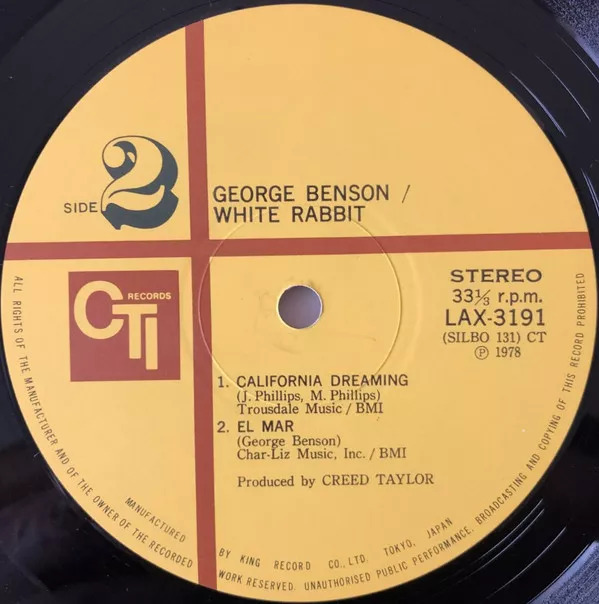 SIDE 2
GEORGE BENSON /
WHITE RABBIT
CTI RECORDS
STEREO
33⅓ r.p.m.
LAX-3191
(SILBO 131) CT
Ⓟ 1978
1. CALIFORNIA DREAMING
(J. Phillips, M. Phillips)
Trousdale Music / BMI
2. EL MAR
(George Benson)
Char-Liz Music, Inc. / BMI
Produced by CREED TAYLOR
ALL RIGHTS OF THE MANUFACTURER AND OF THE OWNER OF THE RECORDED WORK RESERVED. UNAUTHORISED PUBLIC PERFORMANCE, BROADCASTING AND COPYING OF THIS RECORD PROHIBITED
MANUFACTURED BY KING RECORD CO., LTD. TOKYO, JAPAN